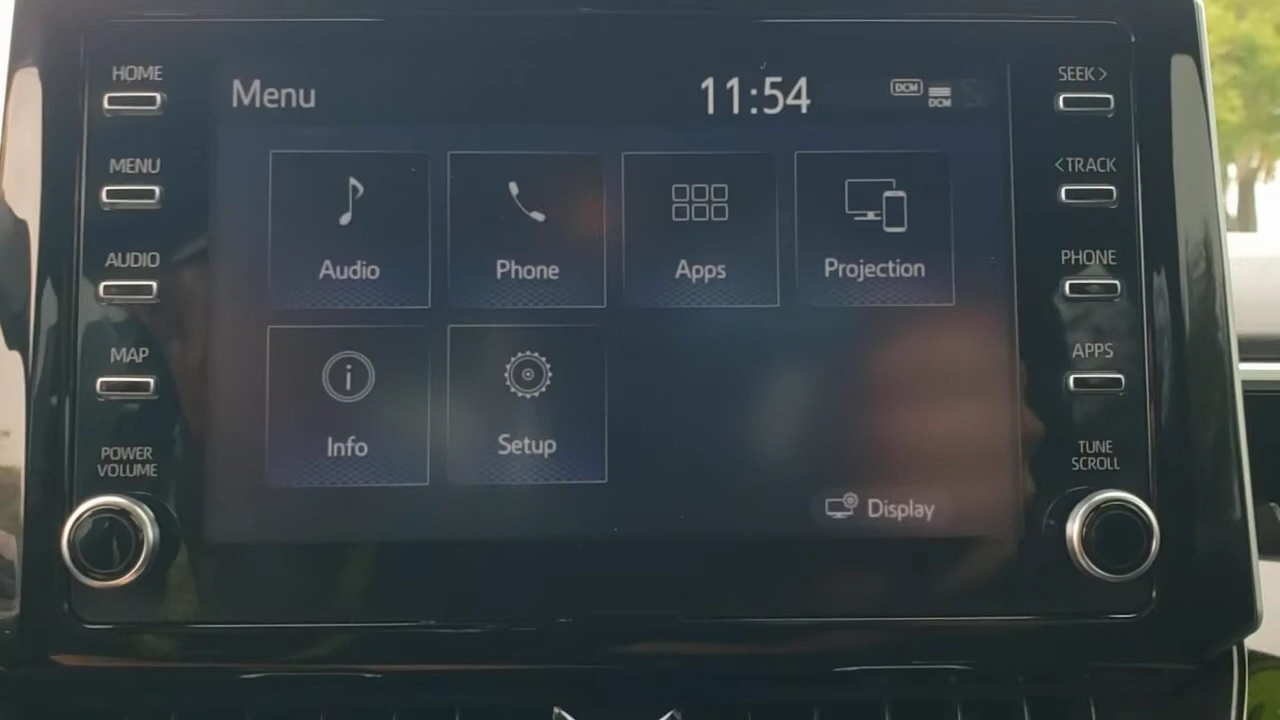 HOME
MENU
AUDIO
MAP
POWER
VOLUME
Menu
11:54
DCM
DCM
Audio
Phone
Apps
Projection
Info
Setup
Display
SEEK >
< TRACK
PHONE
APPS
TUNE
SCROLL